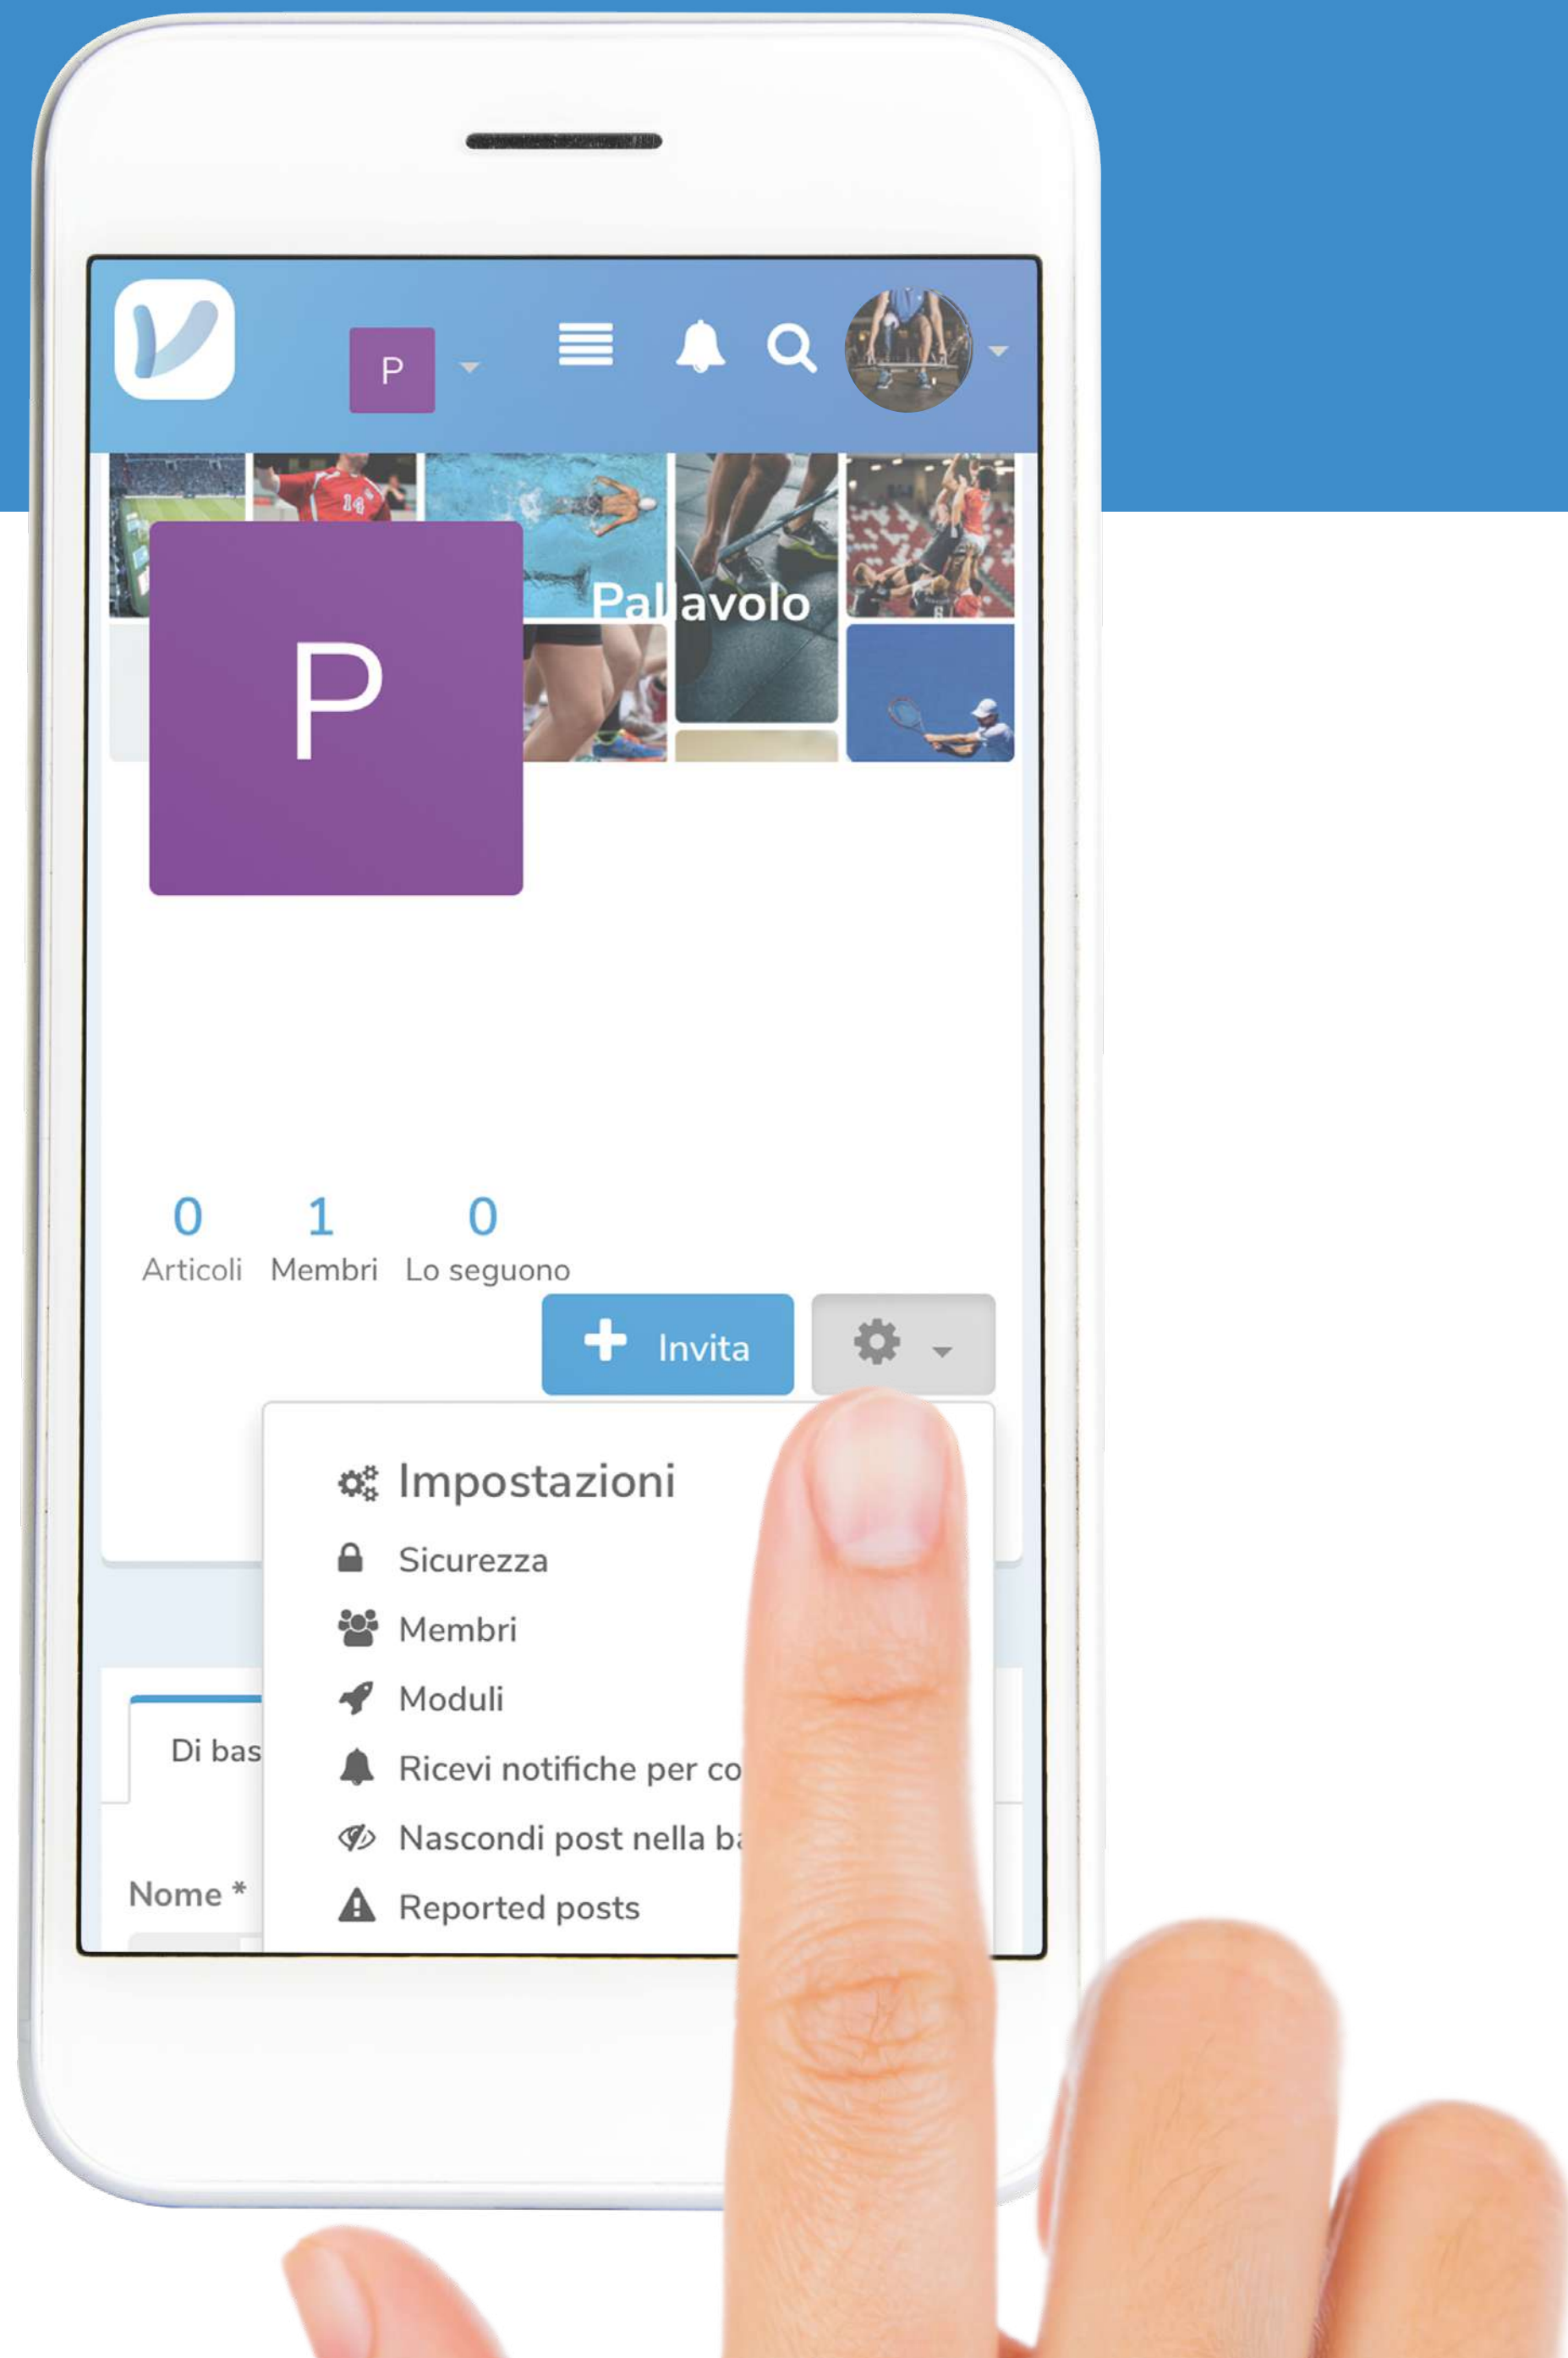 P
14
Pallavolo
P
0 1 0
Articoli Membri Lo seguono
Invita
Impostazioni
Sicurezza
Membri
Moduli
Di bas
Ricevi notifiche per co
Nascondi post nella ba
Nome *
Reported posts